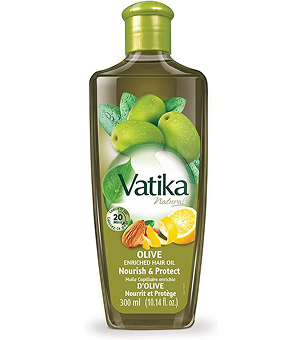 Vatika
Naturals
20
OLIVE
ENRICHED HAIR OIL
Nourish & Protect
Huile Capillaire enrichie
D'OLIVE
Nourrit et Protège
300 ml (10.14 fl.oz.)